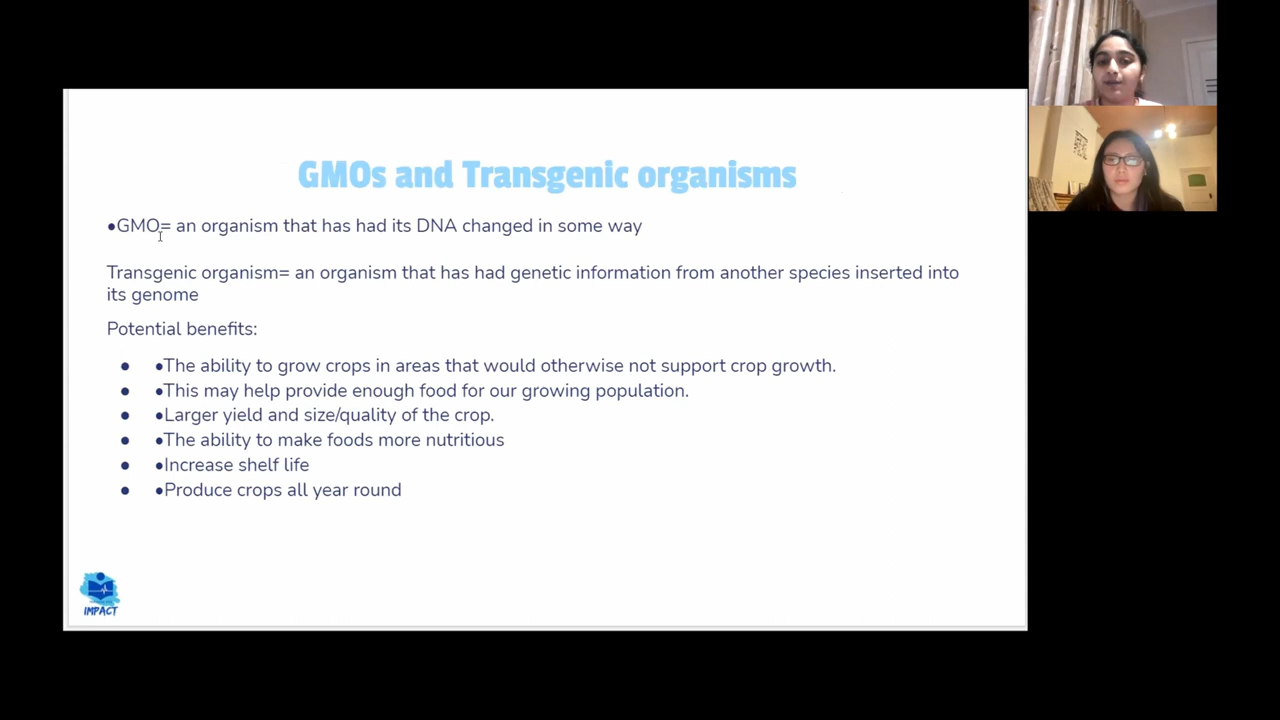 GMOs and Transgenic organisms
•GMO= an organism that has had its DNA changed in some way
Transgenic organism= an organism that has had genetic information from another species inserted into
its genome
Potential benefits:
● •The ability to grow crops in areas that would otherwise not support crop growth.
● •This may help provide enough food for our growing population.
● •Larger yield and size/quality of the crop.
● •The ability to make foods more nutritious
● •Increase shelf life
● •Produce crops all year round
IMPACT